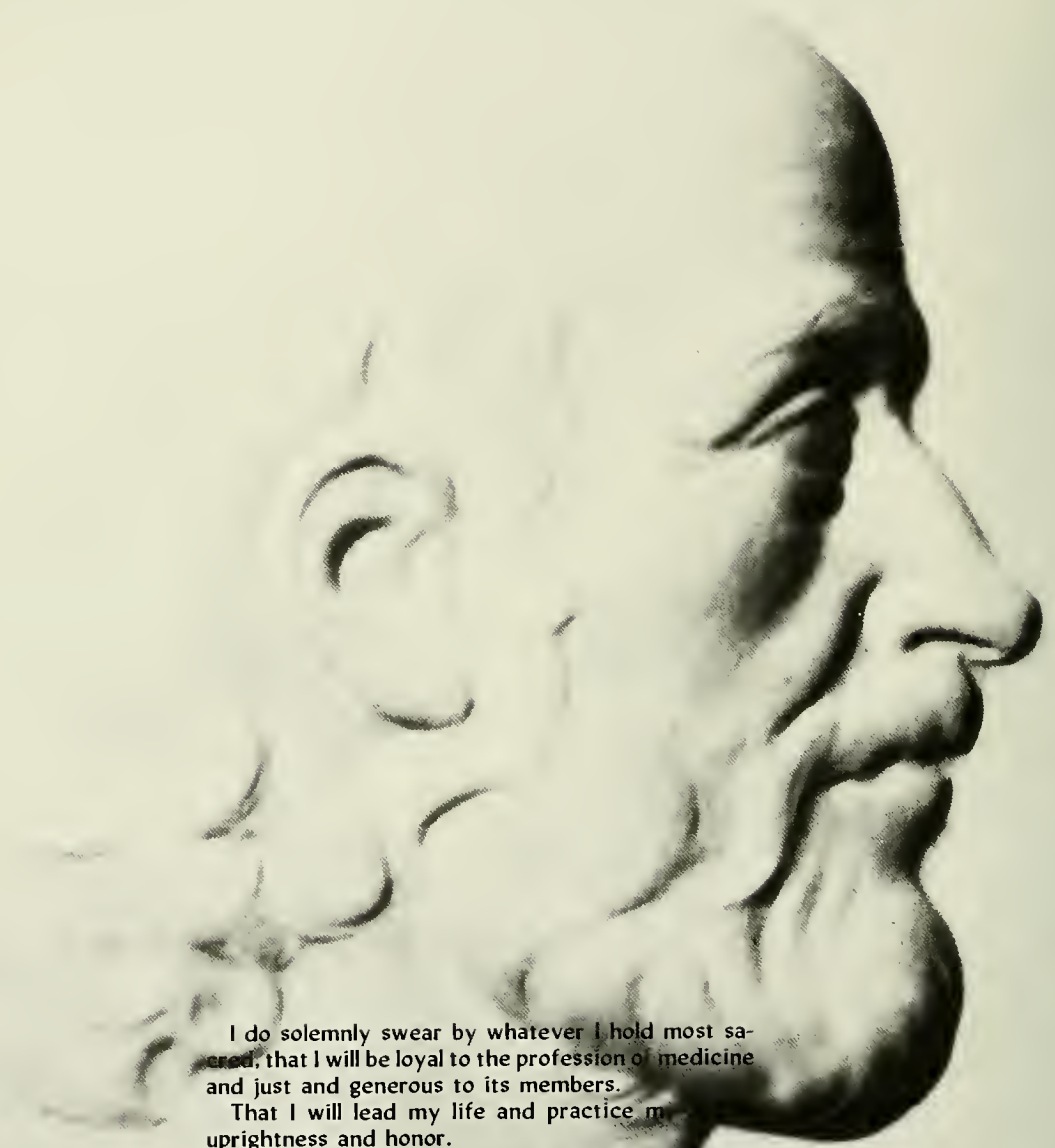 I do solemnly swear by whatever I hold most sa-
cred, that I will be loyal to the profession of medicine
and just and generous to its members.
That I will lead my life and practice
uprightness and honor.